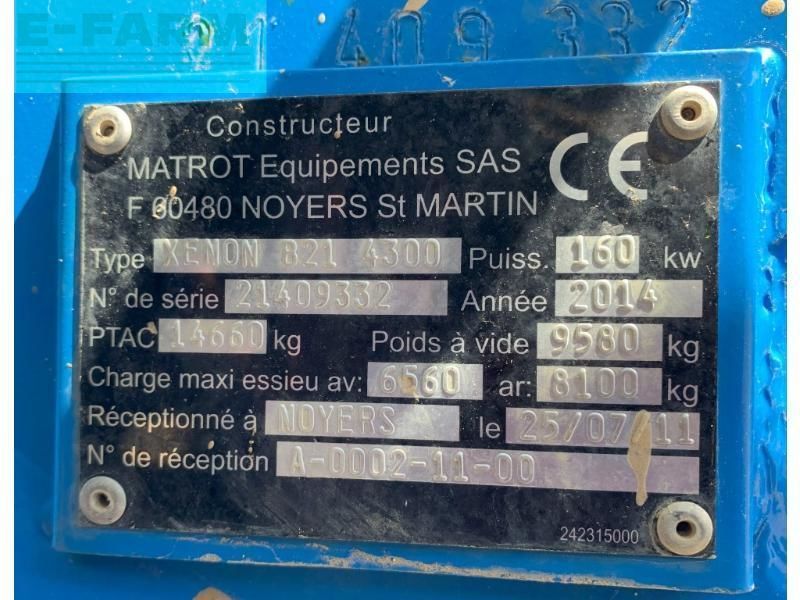 E-FARM
409 332
Constructeur
MATROT Equipements SAS
F 60480 NOYERS St MARTIN
CE
Type XENON 821 4300 Puiss. 160 kw
N° de série 21409332 Année 2014
PTAC 14660 kg Poids à vide 9580 kg
Charge maxi essieu av: 6560 ar: 8100 kg
Réceptionné à NOYERS le 25/07/11
N° de réception A-0002-11-00
242315000